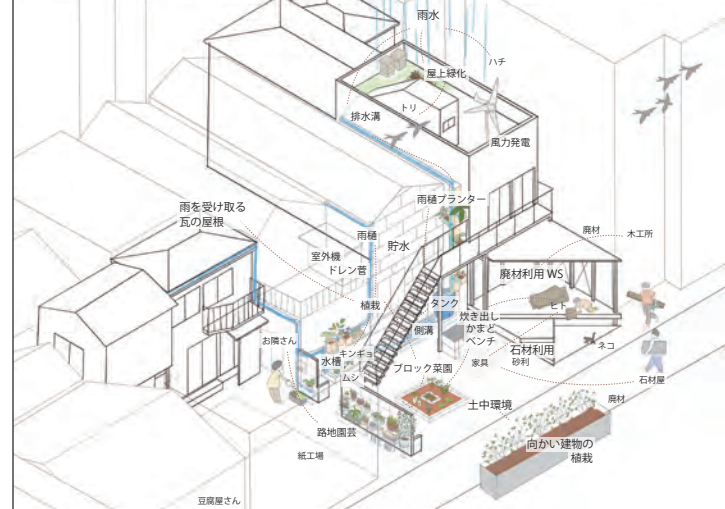 雨水
ハチ
屋上緑化
トリ
排水溝
風力発電
雨を受け取る
瓦の屋根
雨樋プランター
雨樋
貯水
室外機
ドレン菅
廃材
木工所
廃材利用 WS
植栽
タンク
ヒト
炊き出し
かまど
ベンチ
側溝
お隣さん
水槽
キンギョ
ムシ
ブロック菜園
家具
石材利用
砂利
ネコ
石材屋
路地園芸
土中環境
廃材
紙工場
向かい建物の
植栽
豆腐屋さん